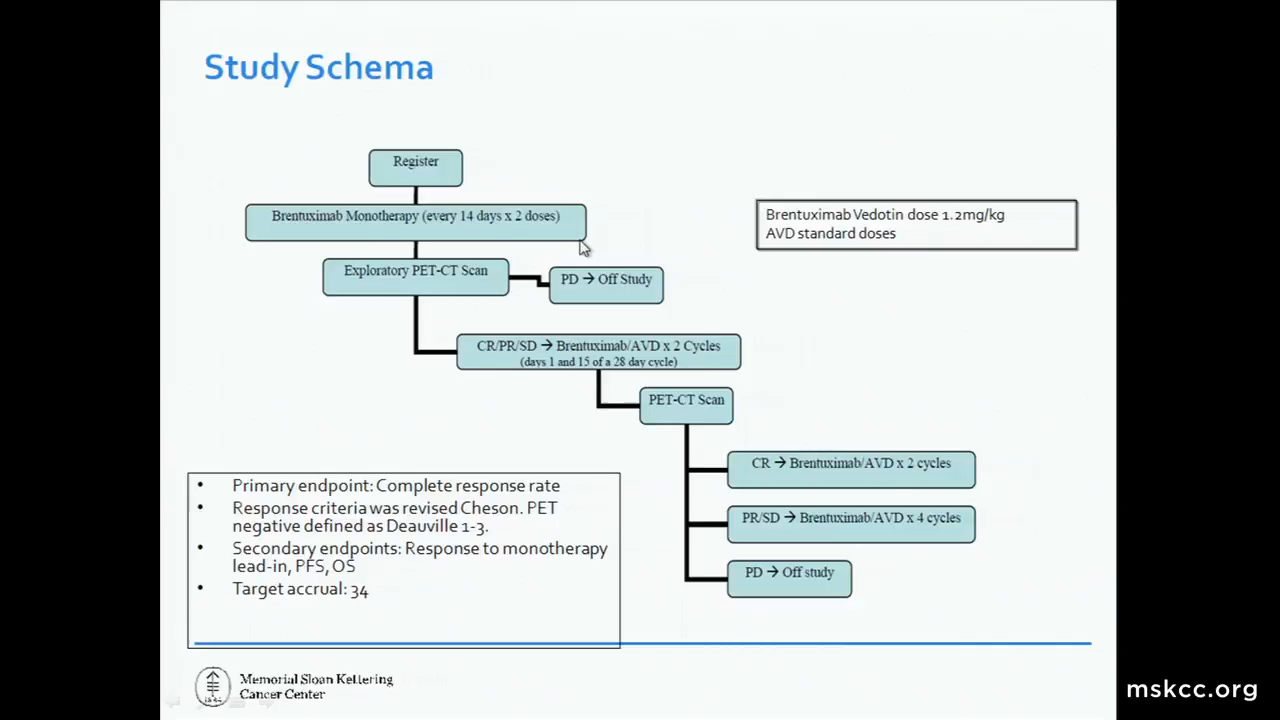 Study Schema
Register
Brentuximab Monotherapy (every 14 days x 2 doses)
Brentuximab Vedotin dose 1.2mg/kg
AVD standard doses
Exploratory PET-CT Scan
PD → Off Study
CR/PR/SD → Brentuximab/AVD x 2 Cycles
(days 1 and 15 of a 28 day cycle)
PET-CT Scan
CR → Brentuximab/AVD x 2 cycles
PR/SD → Brentuximab/AVD x 4 cycles
PD → Off study
• Primary endpoint: Complete response rate
• Response criteria was revised Cheson. PET
negative defined as Deauville 1-3.
• Secondary endpoints: Response to monotherapy
lead-in, PFS, OS
• Target accrual: 34
Memorial Sloan Kettering
Cancer Center
mskcc.org